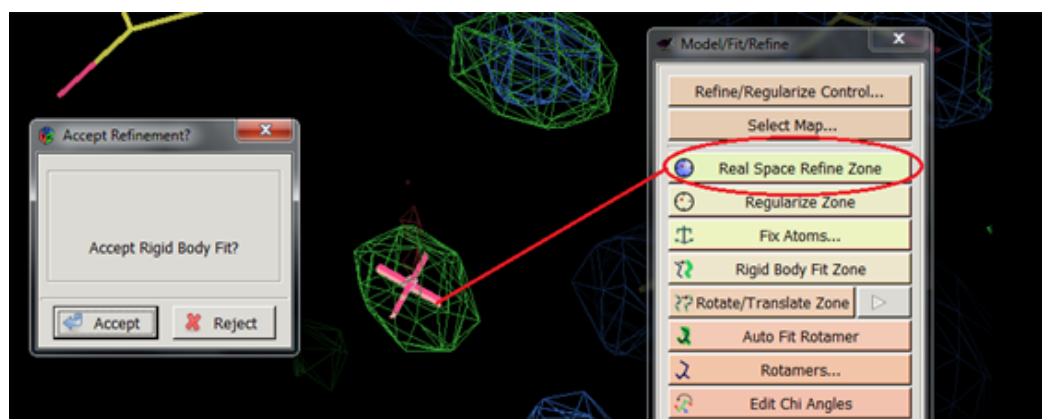 Accept Refinement?
Accept Rigid Body Fit?
Accept
Reject
Model/Fit/Refine
Refine/Regularize Control...
Select Map...
Real Space Refine Zone
Regularize Zone
Fix Atoms...
Rigid Body Fit Zone
Rotate/Translate Zone
Auto Fit Rotamer
Rotamers...
Edit Chi Angles